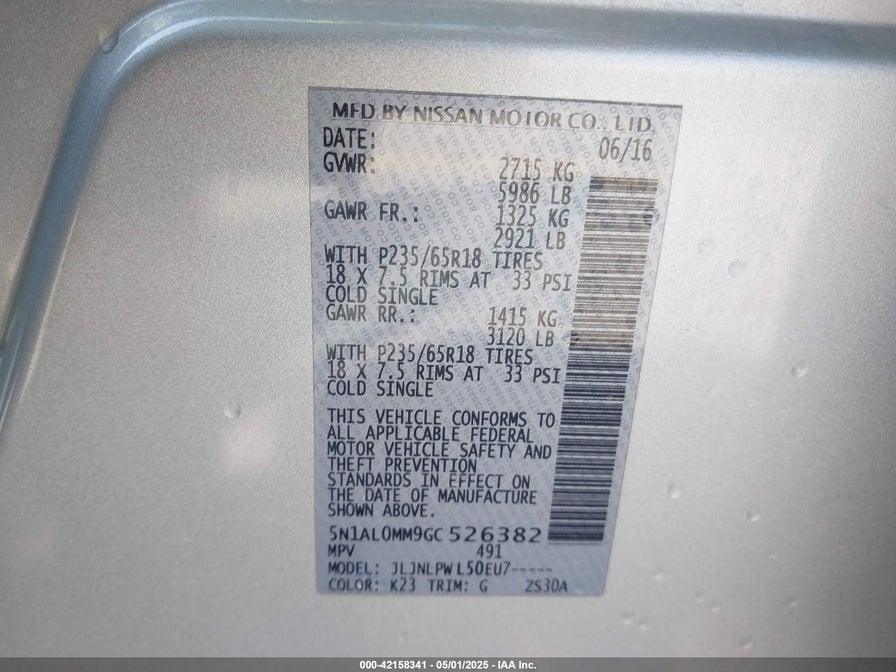 MFD BY NISSAN MOTOR CO., LTD.
DATE: 06/16
GVWR: 2715 KG
5986 LB
GAWR FR.: 1325 KG
2921 LB
WITH P235/65R18 TIRES
18 X 7.5 RIMS AT 33 PSI
COLD SINGLE
GAWR RR.: 1415 KG
3120 LB
WITH P235/65R18 TIRES
18 X 7.5 RIMS AT 33 PSI
COLD SINGLE
THIS VEHICLE CONFORMS TO
ALL APPLICABLE FEDERAL
MOTOR VEHICLE SAFETY AND
THEFT PREVENTION
STANDARDS IN EFFECT ON
THE DATE OF MANUFACTURE
SHOWN ABOVE.
5N1AL0MM9GC526382
MPV 491
MODEL: JLJNLPWL50EU7-----
COLOR: K23 TRIM: G ZS30A
000-42158341 - 05/01/2025 - IAA Inc.